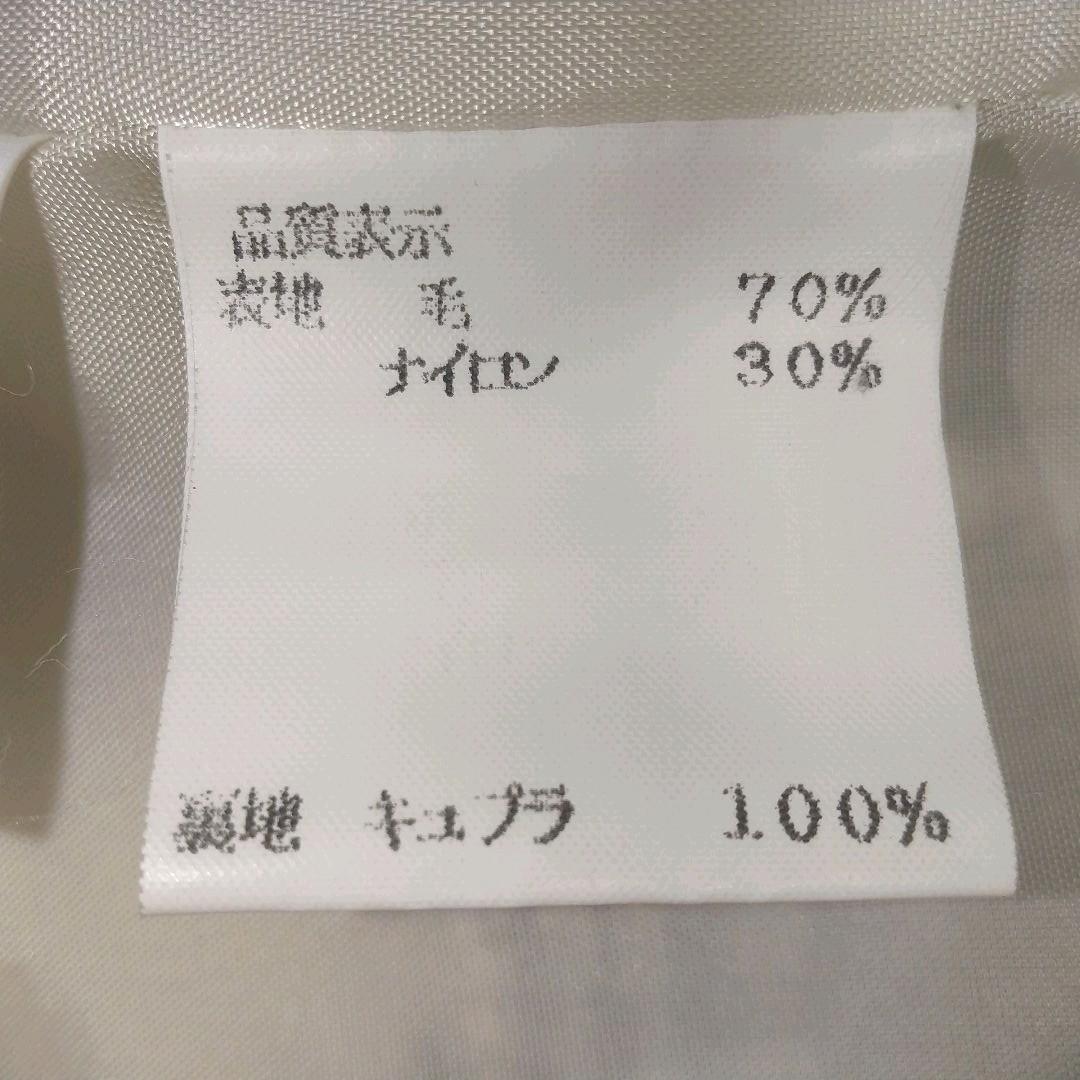 品質表示
表地 毛 70%
ナイロン 30%
裏地 キュプラ 100%